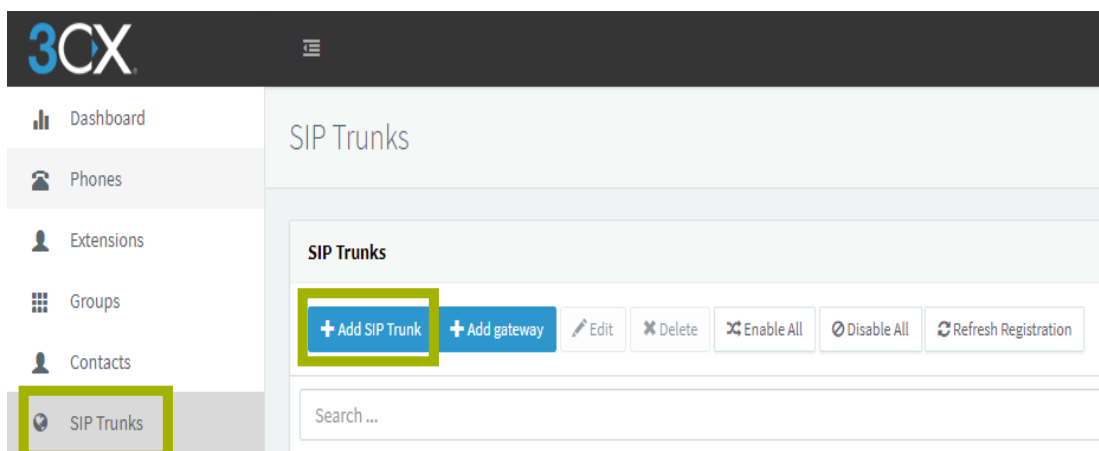 3CX
Dashboard
Phones
Extensions
Groups
Contacts
SIP Trunks
SIP Trunks
SIP Trunks
Add SIP Trunk Add gateway Edit Delete Enable All Disable All Refresh Registration
Search ...